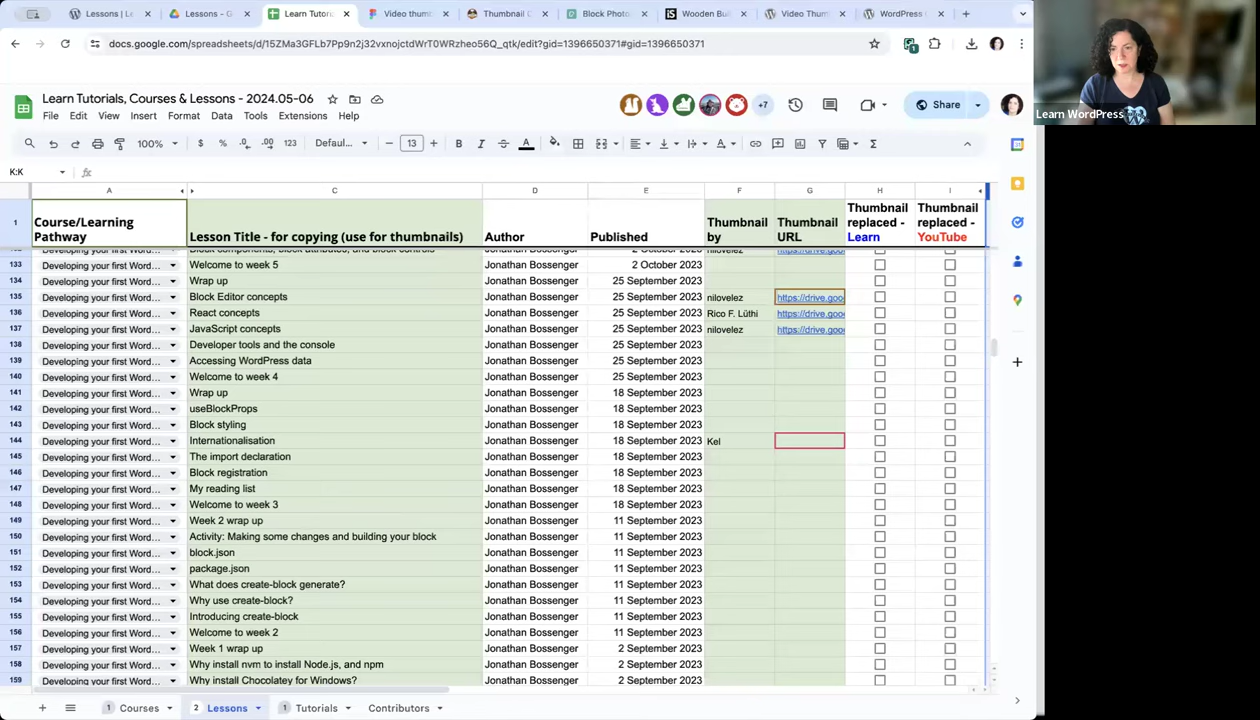 Lessons | L
Lessons - G
Learn Tutori
Video thumb
Thumbnail C
Block Photo
Wooden Bui
Video Thum
WordPress
docs.google.com/spreadsheets/d/15ZMa3GFLb7Pp9n2j32vxnojctdWrT0WRzheo56Q_qtk/edit?gid=1396650371#gid=1396650371
Learn WordPress
Learn Tutorials, Courses & Lessons - 2024.05-06
+7
Share
File Edit View Insert Format Data Tools Extensions Help
100% $ % .0 .00 123 Defaul... - 13 + B I A
K:K
A C D E F G H I
1 Course/Learning Pathway Lesson Title - for copying (use for thumbnails) Author Published Thumbnail by Thumbnail URL Thumbnail replaced - Learn Thumbnail replaced - YouTube
133 Developing your first Word... Welcome to week 5 Jonathan Bossenger 2 October 2023
134 Developing your first Word... Wrap up Jonathan Bossenger 25 September 2023
135 Developing your first Word... Block Editor concepts Jonathan Bossenger 25 September 2023 nilovelez https://drive.goo
136 Developing your first Word... React concepts Jonathan Bossenger 25 September 2023 Rico F. Lüthi https://drive.goo
137 Developing your first Word... JavaScript concepts Jonathan Bossenger 25 September 2023 nilovelez https://drive.goo
138 Developing your first Word... Developer tools and the console Jonathan Bossenger 25 September 2023
139 Developing your first Word... Accessing WordPress data Jonathan Bossenger 25 September 2023
140 Developing your first Word... Welcome to week 4 Jonathan Bossenger 25 September 2023
141 Developing your first Word... Wrap up Jonathan Bossenger 18 September 2023
142 Developing your first Word... useBlockProps Jonathan Bossenger 18 September 2023
143 Developing your first Word... Block styling Jonathan Bossenger 18 September 2023
144 Developing your first Word... Internationalisation Jonathan Bossenger 18 September 2023 Kel
145 Developing your first Word... The import declaration Jonathan Bossenger 18 September 2023
146 Developing your first Word... Block registration Jonathan Bossenger 18 September 2023
147 Developing your first Word... My reading list Jonathan Bossenger 18 September 2023
148 Developing your first Word... Welcome to week 3 Jonathan Bossenger 18 September 2023
149 Developing your first Word... Week 2 wrap up Jonathan Bossenger 11 September 2023
150 Developing your first Word... Activity: Making some changes and building your block Jonathan Bossenger 11 September 2023
151 Developing your first Word... block.json Jonathan Bossenger 11 September 2023
152 Developing your first Word... package.json Jonathan Bossenger 11 September 2023
153 Developing your first Word... What does create-block generate? Jonathan Bossenger 11 September 2023
154 Developing your first Word... Why use create-block? Jonathan Bossenger 11 September 2023
155 Developing your first Word... Introducing create-block Jonathan Bossenger 11 September 2023
156 Developing your first Word... Welcome to week 2 Jonathan Bossenger 11 September 2023
157 Developing your first Word... Week 1 wrap up Jonathan Bossenger 2 September 2023
158 Developing your first Word... Why install nvm to install Node.js, and npm Jonathan Bossenger 2 September 2023
159 Developing your first Word... Why install Chocolatey for Windows? Jonathan Bossenger 2 September 2023
1 Courses 2 Lessons 1 Tutorials Contributors